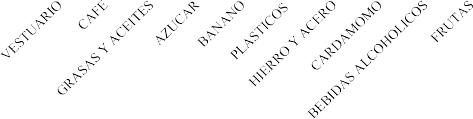 VESTUARIO
CAFE
GRASAS Y ACEITES
AZUCAR
BANANO
PLASTICOS
HIERRO Y ACERO
CARDAMOMO
BEBIDAS ALCOHOLICOS
FRUTAS